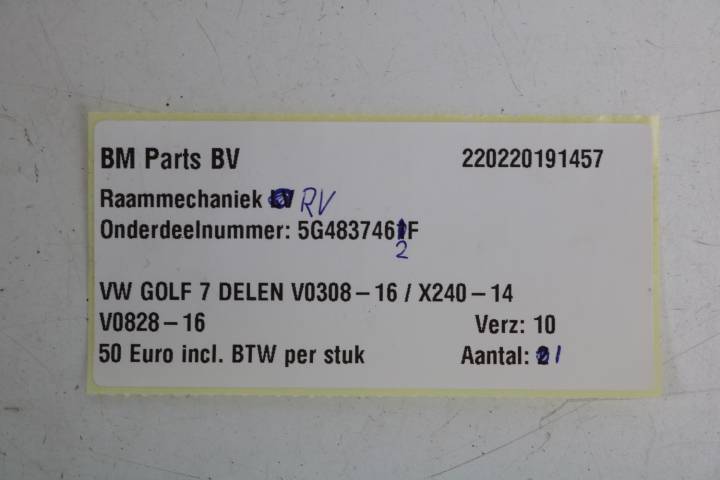 BM Parts BV 220220191457
Raammechaniek RV
Onderdeelnummer: 5G4837462F
VW GOLF 7 DELEN V0308-16 / X240-14
V0828-16 Verz: 10
50 Euro incl. BTW per stuk Aantal: 1